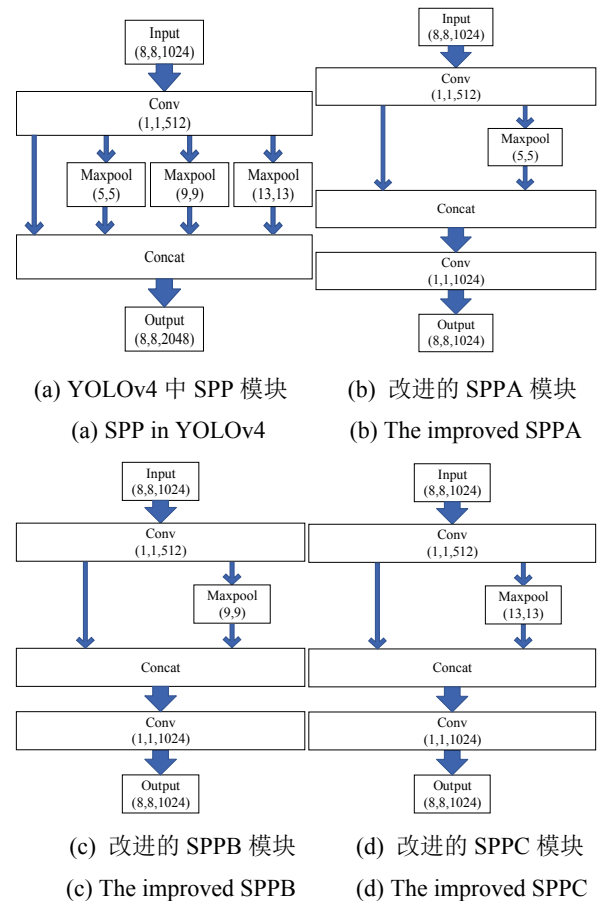 Input
(8,8,1024)
Conv
(1,1,512)
Maxpool
(5,5)
Maxpool
(9,9)
Maxpool
(13,13)
Concat
Output
(8,8,2048)
(a) YOLOv4 中 SPP 模块
(a) SPP in YOLOv4
Input
(8,8,1024)
Conv
(1,1,512)
Maxpool
(5,5)
Concat
Conv
(1,1,1024)
Output
(8,8,1024)
(b) 改进的 SPPA 模块
(b) The improved SPPA
Input
(8,8,1024)
Conv
(1,1,512)
Maxpool
(9,9)
Concat
Conv
(1,1,1024)
Output
(8,8,1024)
(c) 改进的 SPPB 模块
(c) The improved SPPB
Input
(8,8,1024)
Conv
(1,1,512)
Maxpool
(13,13)
Concat
Conv
(1,1,1024)
Output
(8,8,1024)
(d) 改进的 SPPC 模块
(d) The improved SPPC